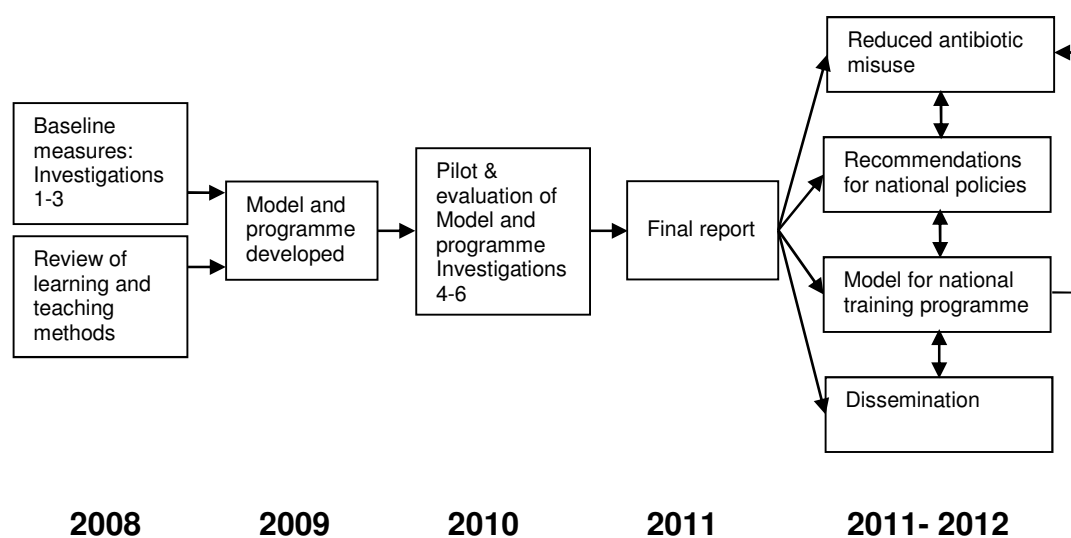 Baseline
measures:
Investigations
1-3
Review of
learning and
teaching
methods
Model and
programme
developed
Pilot &
evaluation of
Model and
programme
Investigations
4-6
Final report
Reduced antibiotic
misuse
Recommendations
for national policies
Model for national
training programme
Dissemination
2008 2009 2010 2011 2011- 2012